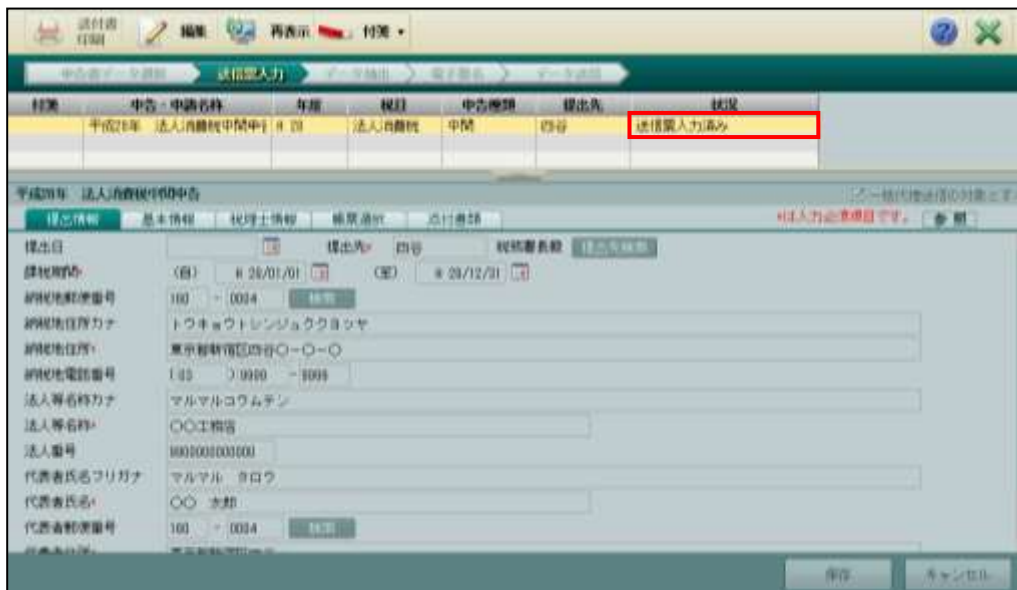 送付書 印刷 編集 再表示 付箋
申告書データ選択 送信票入力 データ抽出 電子署名 データ送信
付箋 申告・申請名称 年度 税目 申告種類 提出先 状況
平成28年 法人消費税中間申告 H 28 法人消費税 中間 四谷 送信票入力済み
平成28年 法人消費税中間申告
提出情報 基本情報 税理士情報 帳票選択 添付書類 *は入力必須項目です。 参照
提出日 提出先* 四谷 税務署長殿 提出先検索
課税期間* (自) H 28/01/01 (至) H 28/12/31
納税地郵便番号 160 - 0004 検索
納税地住所カナ トウキョウトシンジュククヨツヤ
納税地住所* 東京都新宿区四谷〇-〇-〇
納税地電話番号 ( 03 ) 9999 - 9999
法人等名称カナ マルマルコウムテン
法人等名称* 〇〇工務店
法人番号
代表者氏名フリガナ マルマル タロウ
代表者氏名* 〇〇 太郎
代表者郵便番号 160 - 0004 検索
保存 キャンセル